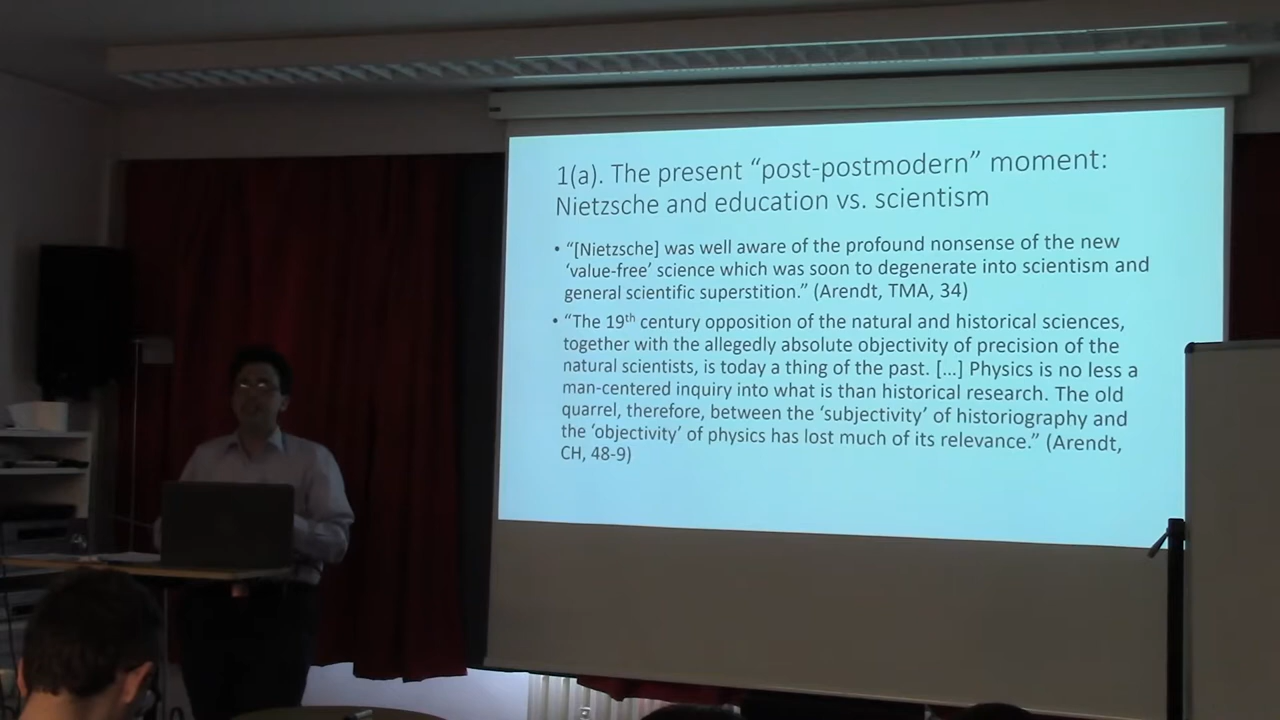 1(a). The present “post-postmodern” moment:
Nietzsche and education vs. scientism
• “[Nietzsche] was well aware of the profound nonsense of the new
‘value-free’ science which was soon to degenerate into scientism and
general scientific superstition.” (Arendt, TMA, 34)
• “The 19th century opposition of the natural and historical sciences,
together with the allegedly absolute objectivity of precision of the
natural scientists, is today a thing of the past. […] Physics is no less a
man-centered inquiry into what is than historical research. The old
quarrel, therefore, between the ‘subjectivity’ of historiography and
the ‘objectivity’ of physics has lost much of its relevance.” (Arendt,
CH, 48-9)